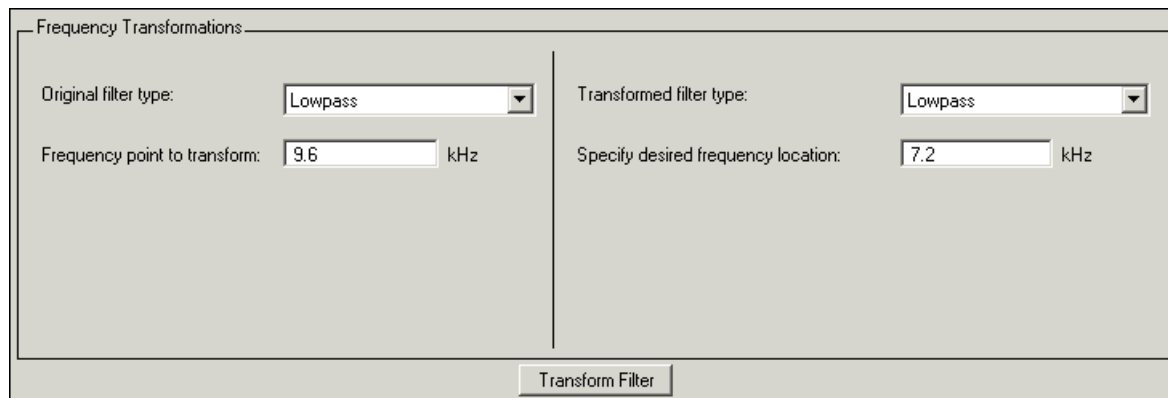 Frequency Transformations
Original filter type: Lowpass
Transformed filter type: Lowpass
Frequency point to transform: 9.6 kHz
Specify desired frequency location: 7.2 kHz
Transform Filter